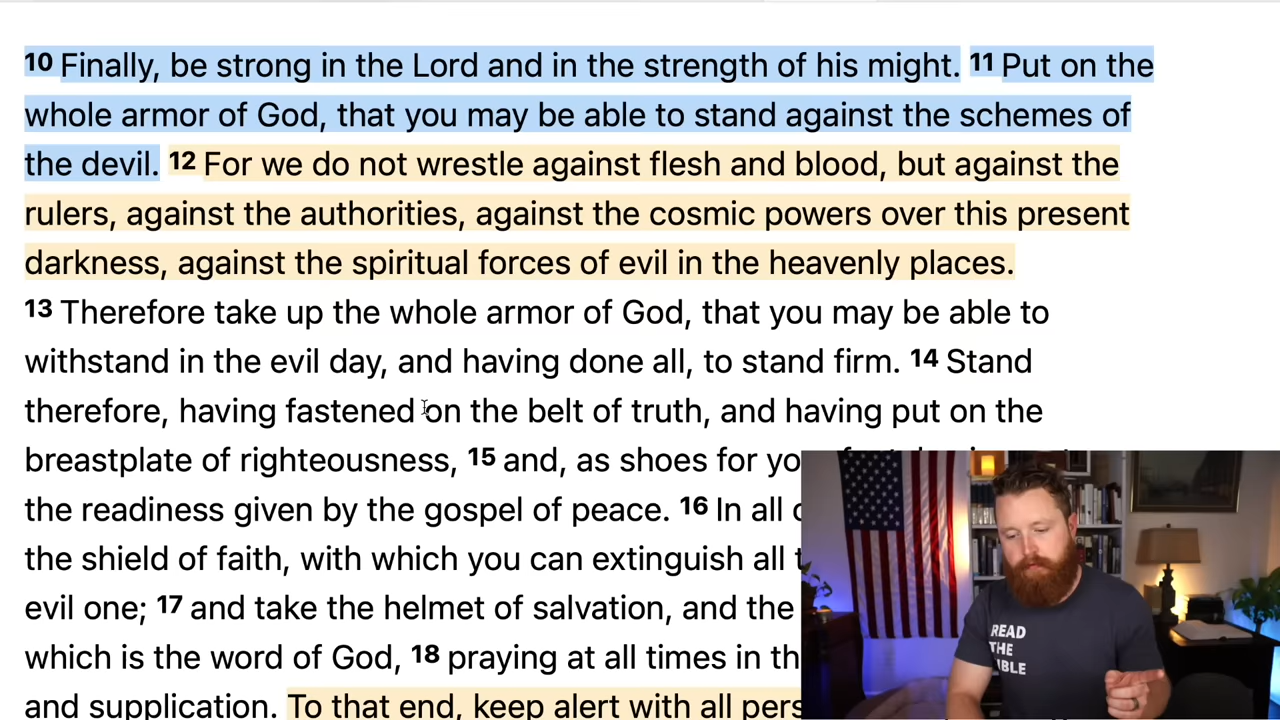 10 Finally, be strong in the Lord and in the strength of his might. 11 Put on the
whole armor of God, that you may be able to stand against the schemes of
the devil. 12 For we do not wrestle against flesh and blood, but against the
rulers, against the authorities, against the cosmic powers over this present
darkness, against the spiritual forces of evil in the heavenly places.
13 Therefore take up the whole armor of God, that you may be able to
withstand in the evil day, and having done all, to stand firm. 14 Stand
therefore, having fastened on the belt of truth, and having put on the
breastplate of righteousness, 15 and, as shoes for
the readiness given by the gospel of peace. 16 In all
the shield of faith, with which you can extinguish all
evil one; 17 and take the helmet of salvation, and the
which is the word of God, 18 praying at all times in
and supplication. To that end, keep alert with all
READ
THE